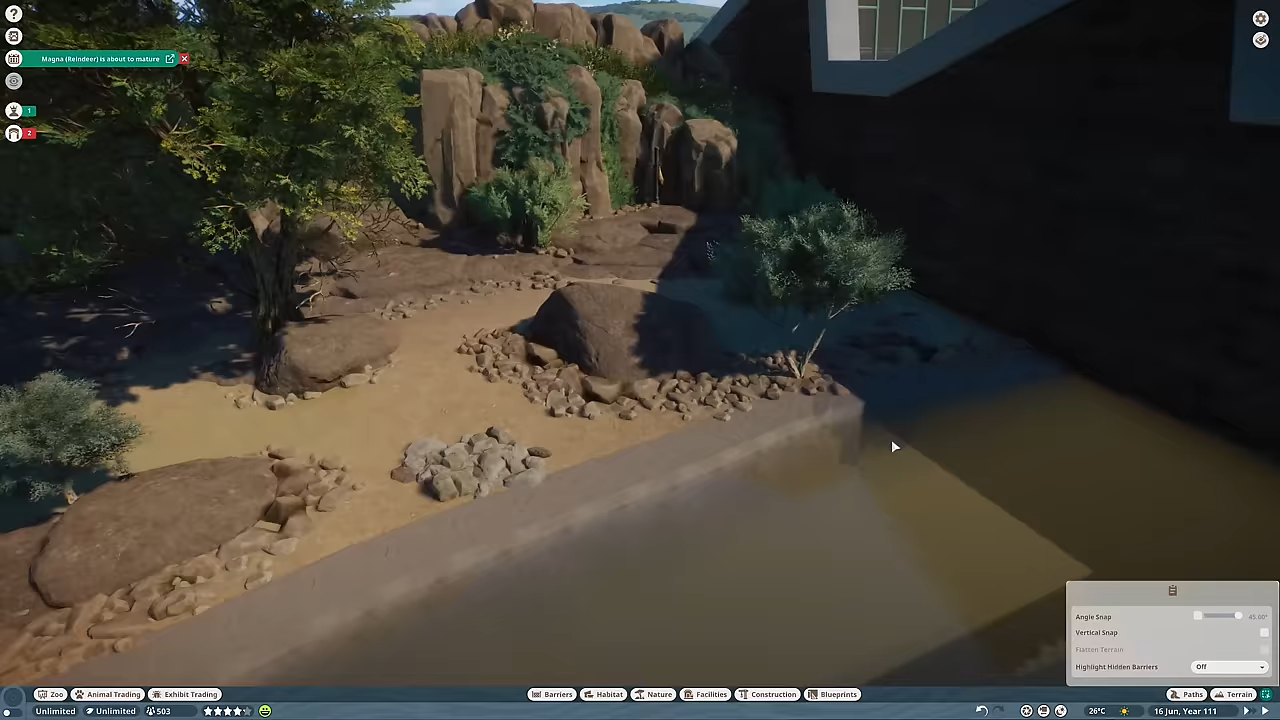 ?
Magna (Reindeer) is about to mature
1
2
Angle Snap 45.00°
Vertical Snap
Flatten Terrain
Highlight Hidden Barriers Off
Zoo Animal Trading Exhibit Trading Barriers Habitat Nature Facilities Construction Blueprints Paths Terrain
Unlimited Unlimited 503 26°C 16 Jun, Year 111